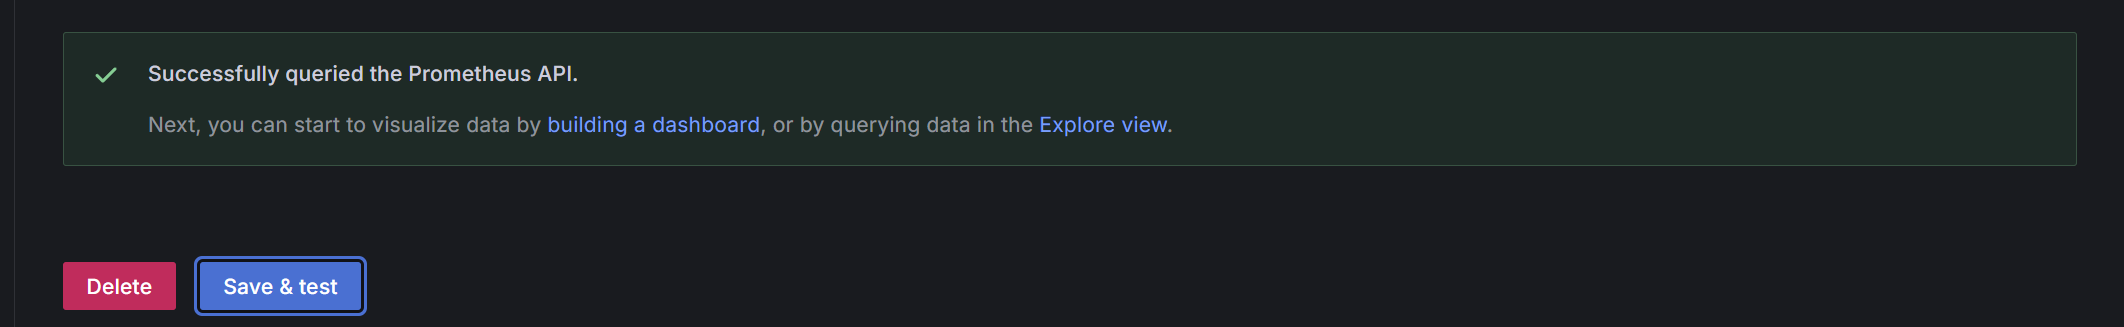 Successfully queried the Prometheus API.
Next, you can start to visualize data by building a dashboard, or by querying data in the Explore view.
Delete
Save & test